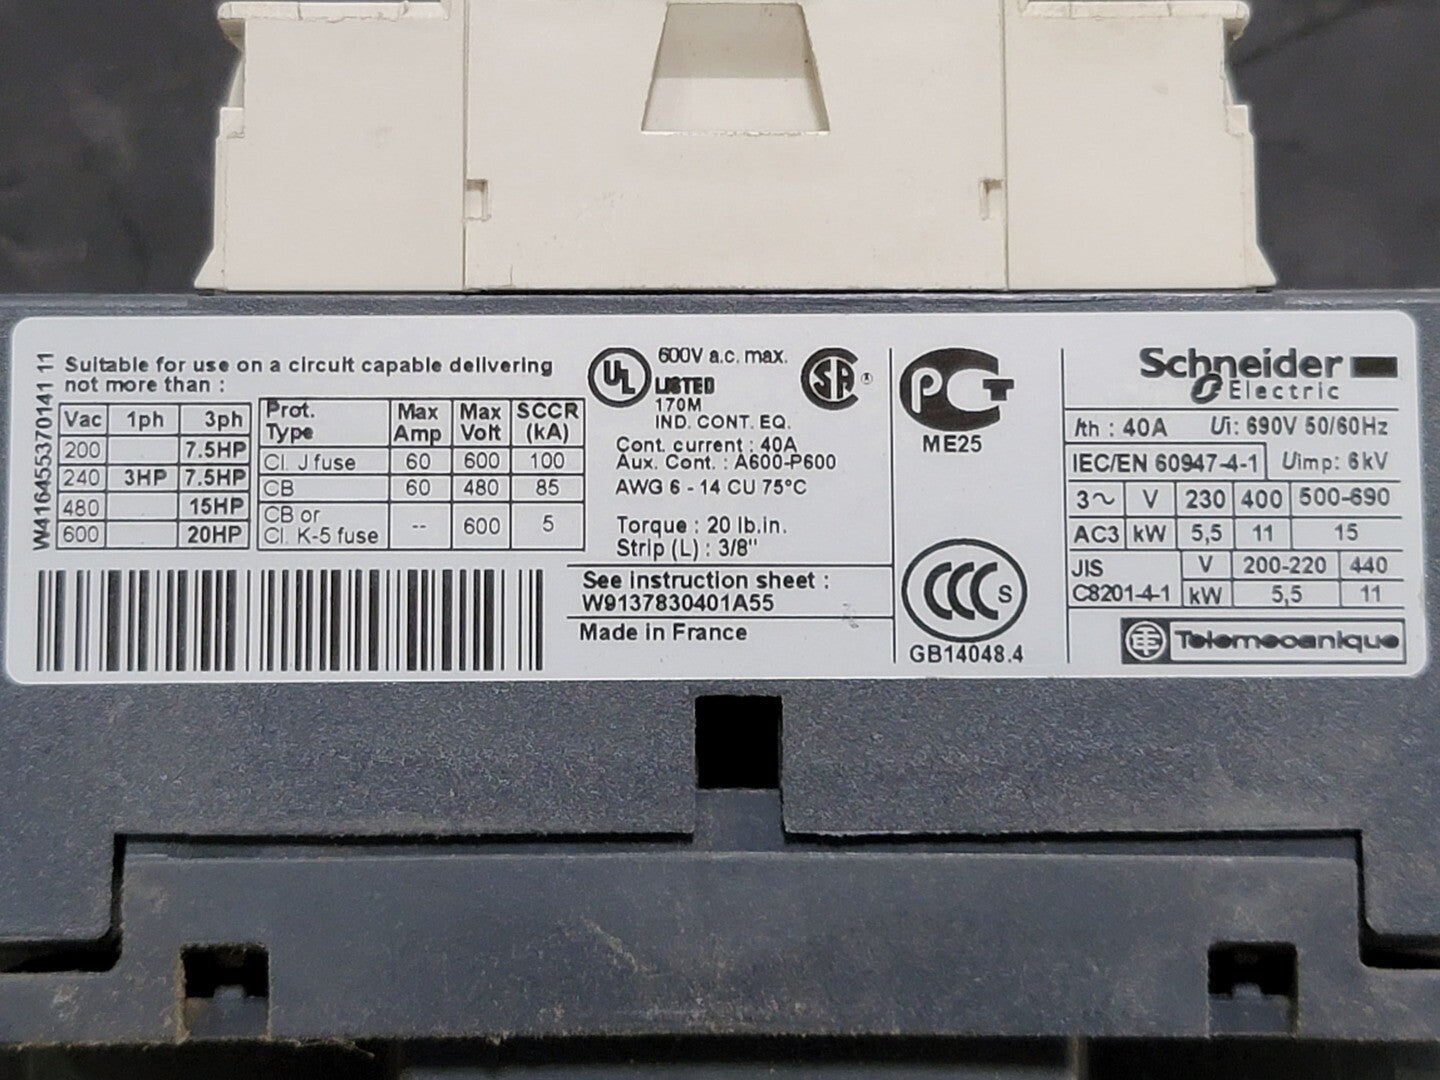 W41645537014111
Suitable for use on a circuit capable delivering
not more than :
Vac 1ph 3ph
200 7.5HP
240 3HP 7.5HP
480 15HP
600 20HP
Prot. Type Max Amp Max Volt SCCR (kA)
Cl. J fuse 60 600 100
CB 60 480 85
CB or Cl. K-5 fuse -- 600 5
UL
600V a.c. max.
LISTED
170M
IND. CONT. EQ.
SA
Cont. current : 40A
Aux. Cont. : A600-P600
AWG 6 - 14 CU 75°C
Torque : 20 lb.in.
Strip (L) : 3/8"
See instruction sheet :
W9137830401A55
Made in France
РСТ
ME25
CCC S
GB14048.4
Schneider
Electric
Ith : 40A Ui: 690V 50/60Hz
IEC/EN 60947-4-1 Uimp: 6kV
3~ V 230 400 500-690
AC3 kW 5,5 11 15
JIS C8201-4-1 V 200-220 440
kW 5,5 11
Telemecanique